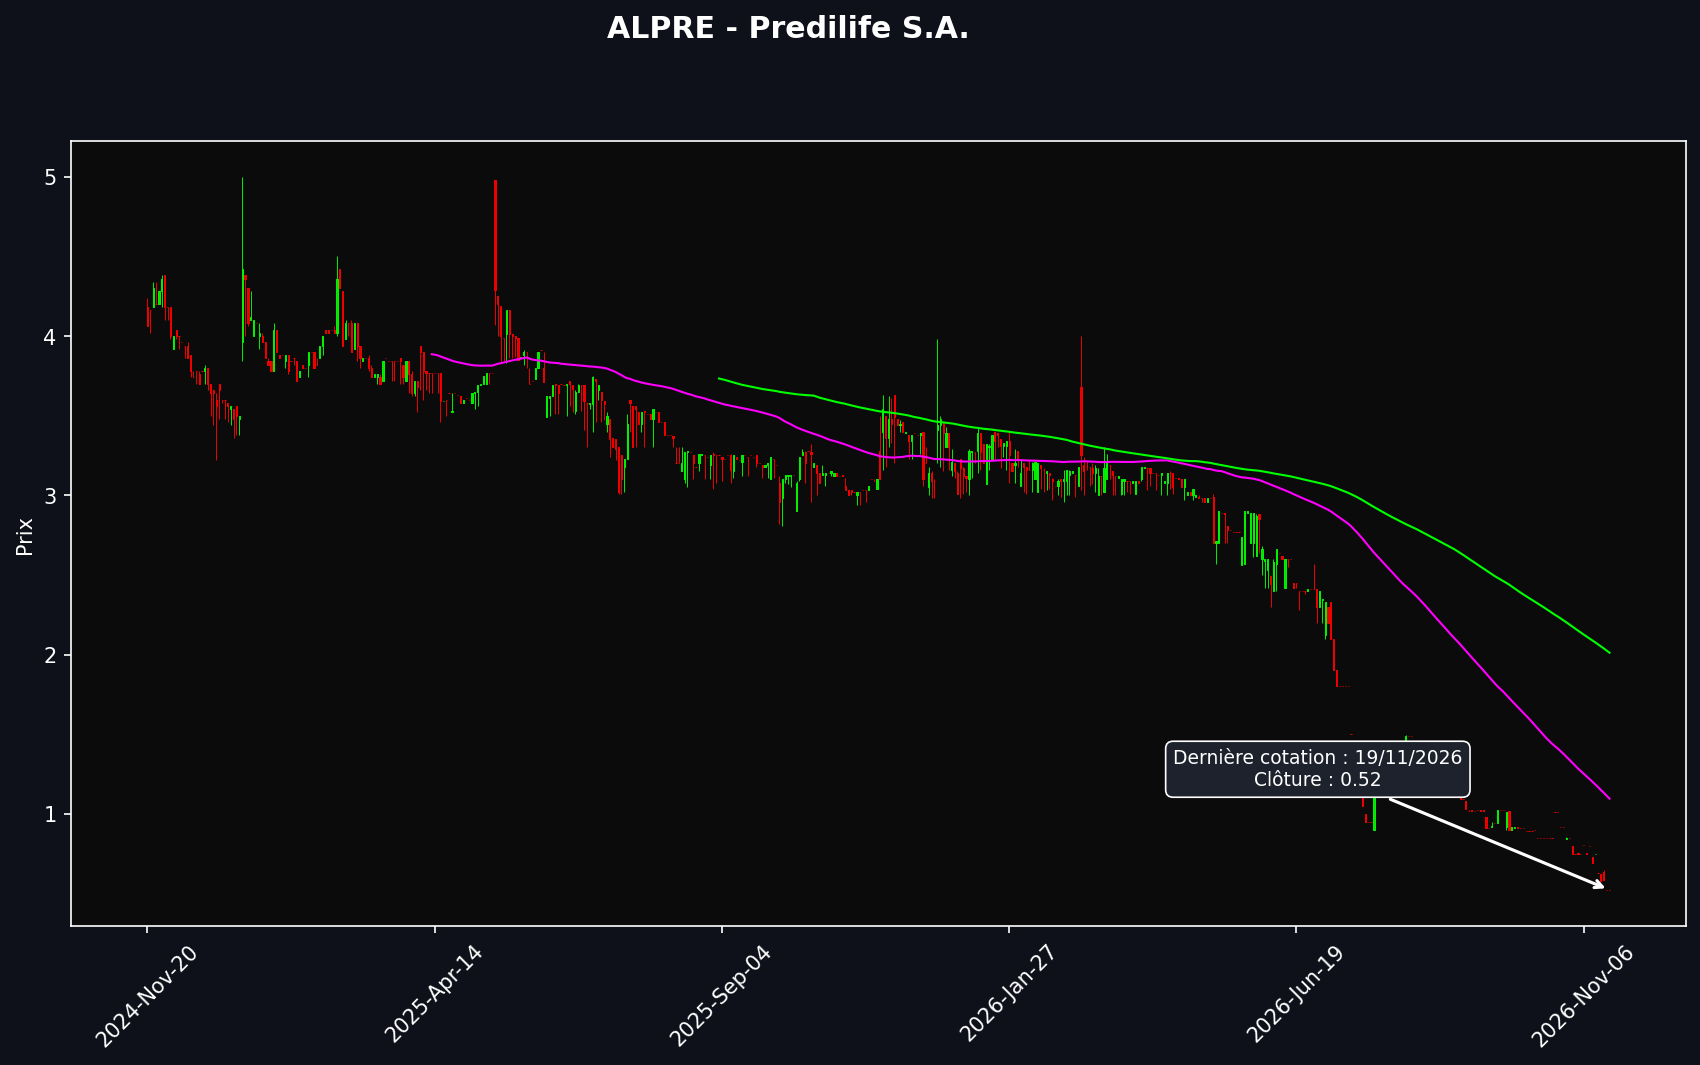 ALPRE - Predilife S.A.
5
4
3
2
1
Prix
Dernière cotation : 19/11/2026
Clôture : 0.52
2024-Nov-20
2025-Apr-14
2025-Sep-04
2026-Jan-27
2026-Jun-19
2026-Nov-06